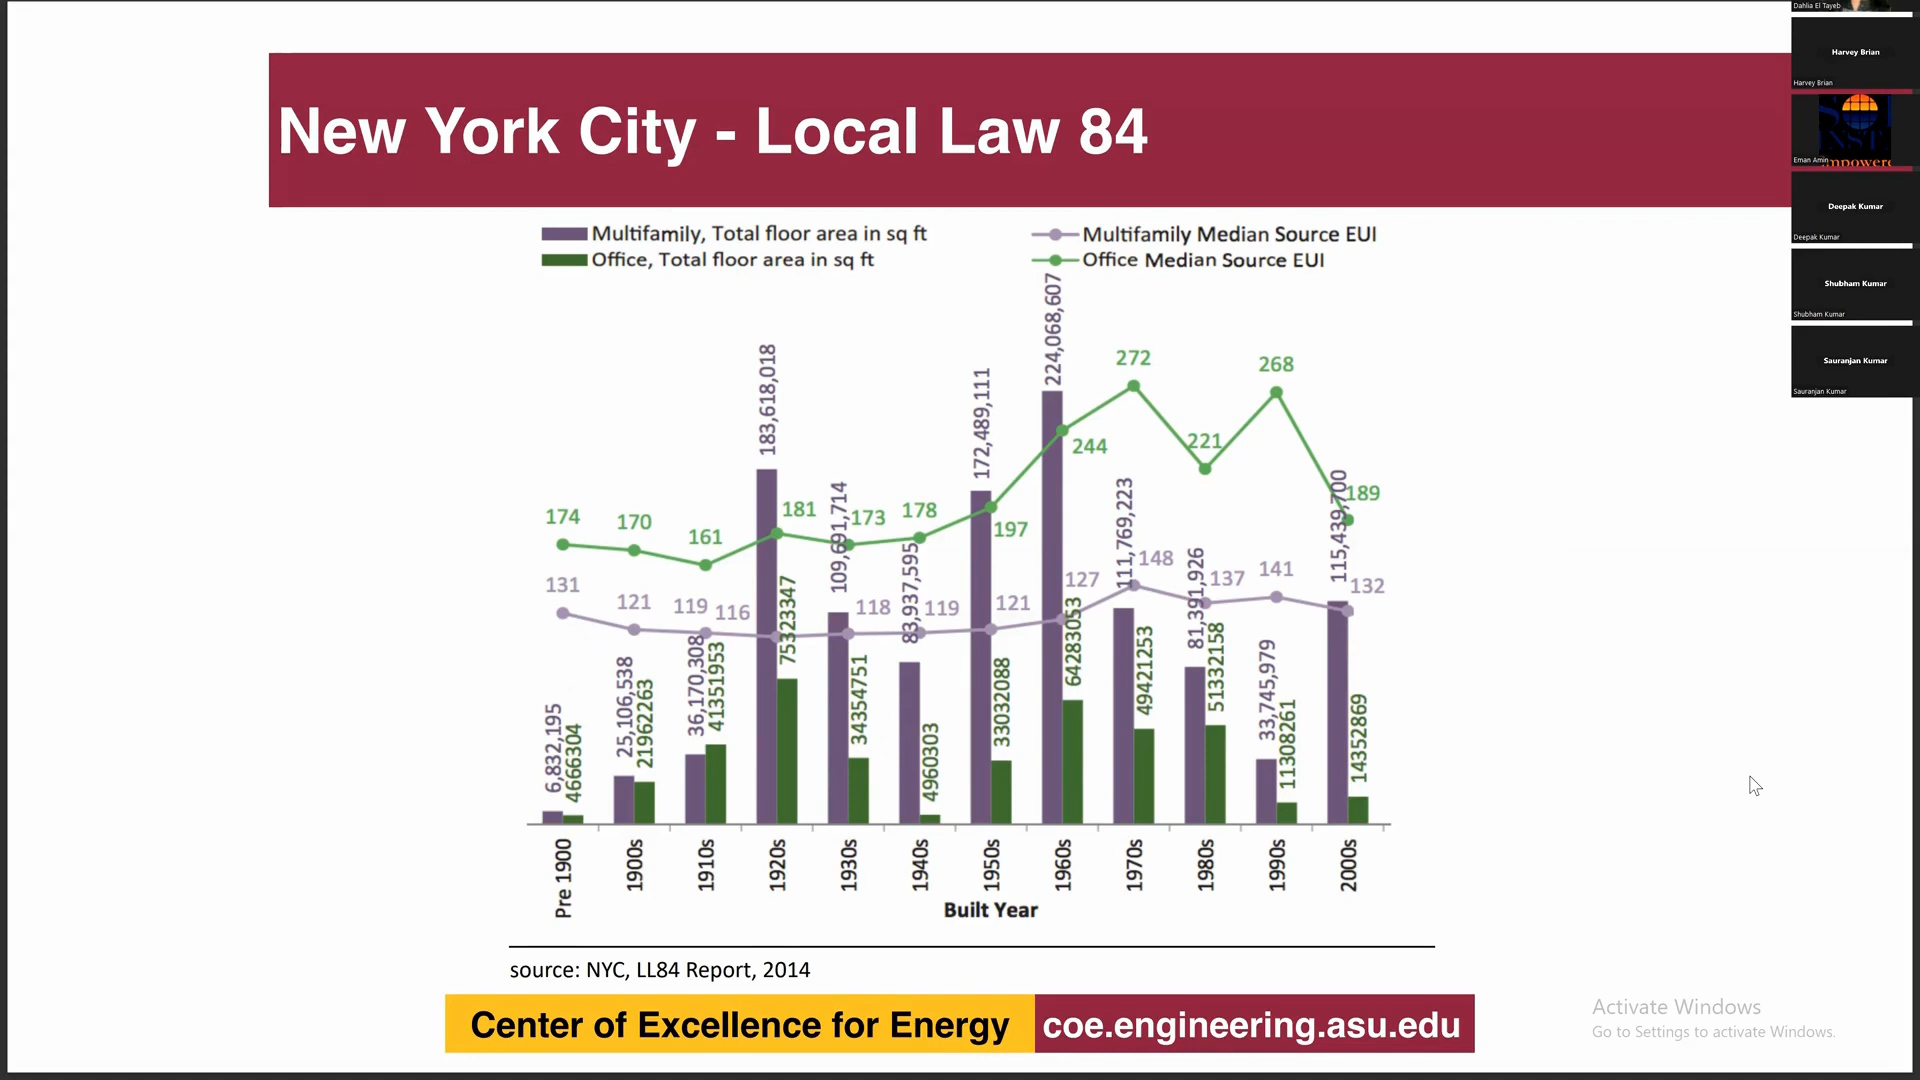 Dahlia El Tayeb
Harvey Brian
Harvey Brian
Eman Amin
Deepak Kumar
Deepak Kumar
Shubham Kumar
Shubham Kumar
Sauranjan Kumar
Sauranjan Kumar
New York City - Local Law 84
Multifamily, Total floor area in sq ft
Multifamily Median Source EUI
Office, Total floor area in sq ft
Office Median Source EUI
174
170
161
181
173
178
197
244
272
221
268
189
131
121
119
116
118
119
121
127
148
137
141
132
6,832,195
4666304
25,106,538
21962263
36,170,308
41351953
183,618,018
75323347
109,691,714
34354751
83,937,595
4960303
172,489,111
33032088
224,068,607
64283053
111,769,223
49421253
81,391,926
51332158
33,745,979
11308261
115,439,700
14352869
Pre 1900
1900s
1910s
1920s
1930s
1940s
1950s
1960s
1970s
1980s
1990s
2000s
Built Year
source: NYC, LL84 Report, 2014
Center of Excellence for Energy
coe.engineering.asu.edu
Activate Windows
Go to Settings to activate Windows.